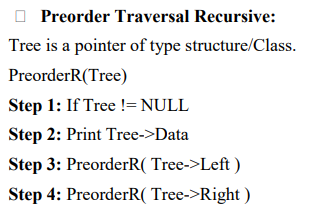 Preorder Traversal Recursive:
Tree is a pointer of type structure/Class.
PreorderR(Tree)
Step 1: If Tree != NULL
Step 2: Print Tree->Data
Step 3: PreorderR( Tree->Left )
Step 4: PreorderR( Tree->Right )